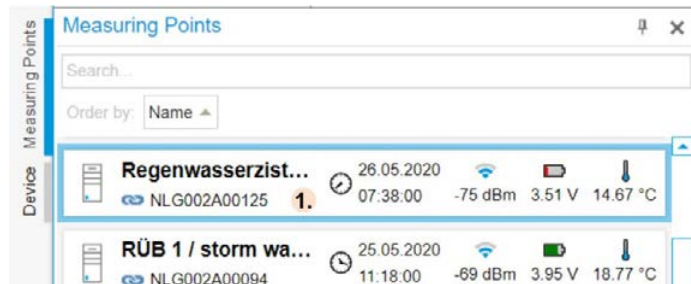 Measuring Points
Device
Measuring Points
Search...
Order by: Name
Regenwasserzist... 26.05.2020
NLG002A00125 1. 07:38:00 -75 dBm 3.51 V 14.67 °C
RÜB 1 / storm wa... 25.05.2020
NLG002A00094 11:18:00 -69 dBm 3.95 V 18.77 °C